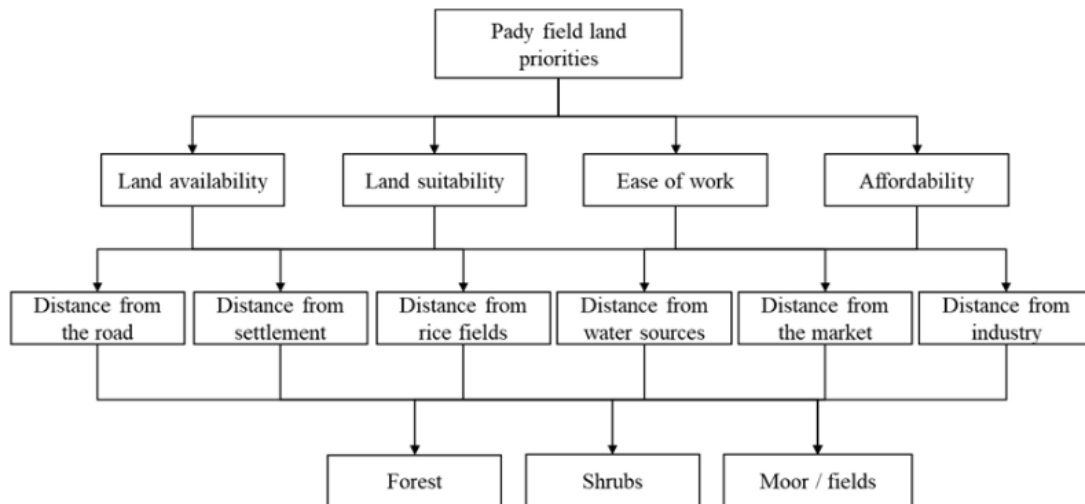 Pady field land
priorities
Land availability
Land suitability
Ease of work
Affordability
Distance from
the road
Distance from
settlement
Distance from
rice fields
Distance from
water sources
Distance from
the market
Distance from
industry
Forest
Shrubs
Moor / fields